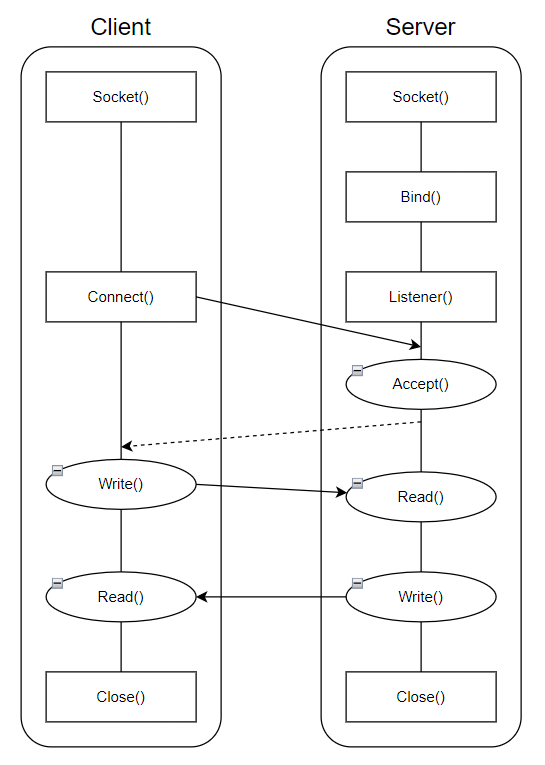 Client
Server
Socket()
Socket()
Bind()
Connect()
Listener()
Accept()
Write()
Read()
Read()
Write()
Close()
Close()